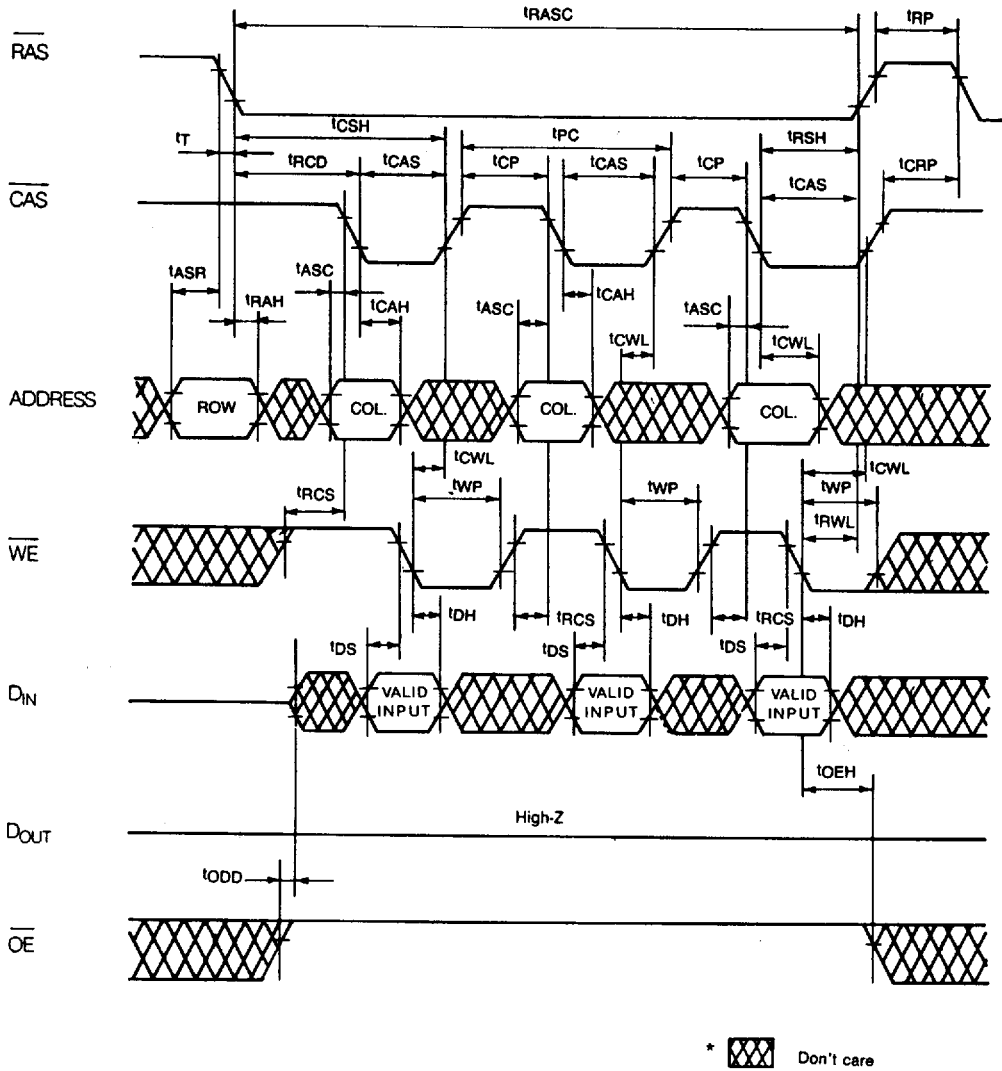 tRASC
tRP
RAS
tCSH
tPC
tRSH
tT
tRCD
tCAS
tCP
tCAS
tCP
tCRP
CAS
tCAS
tASR
tASC
tRAH
tCAH
tASC
tCAH
tASC
tCWL
tCWL
ADDRESS
ROW
COL.
COL.
COL.
tCWL
tCWL
tRCS
tWP
tWP
tWP
tRWL
WE
tDH
tRCS
tDH
tRCS
tDH
tDS
tDS
tDS
DIN
VALID INPUT
VALID INPUT
VALID INPUT
tOEH
High-Z
DOUT
tODD
OE
* Don't care